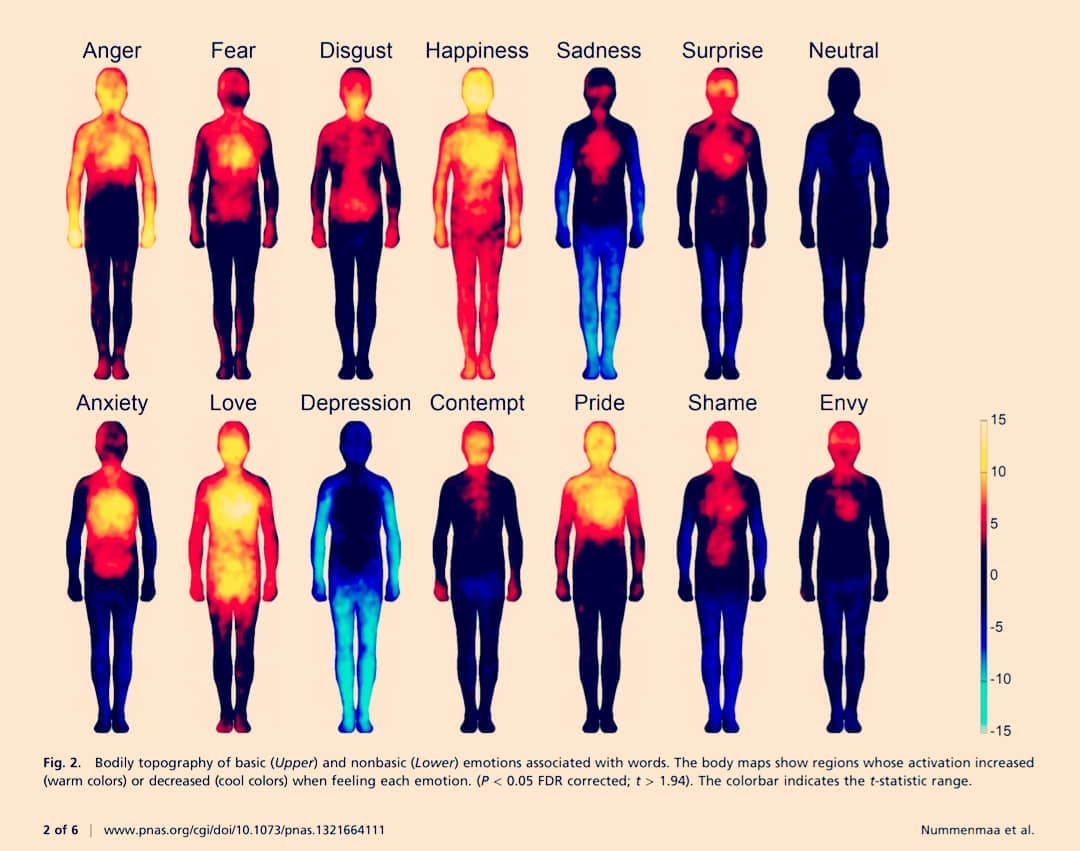 Anger Fear Disgust Happiness Sadness Surprise Neutral
Anxiety Love Depression Contempt Pride Shame Envy
15
10
5
0
-5
-10
-15
Fig. 2. Bodily topography of basic (Upper) and nonbasic (Lower) emotions associated with words. The body maps show regions whose activation increased
(warm colors) or decreased (cool colors) when feeling each emotion. (P < 0.05 FDR corrected; t > 1.94). The colorbar indicates the t-statistic range.
2 of 6 | www.pnas.org/cgi/doi/10.1073/pnas.1321664111 Nummenmaa et al.